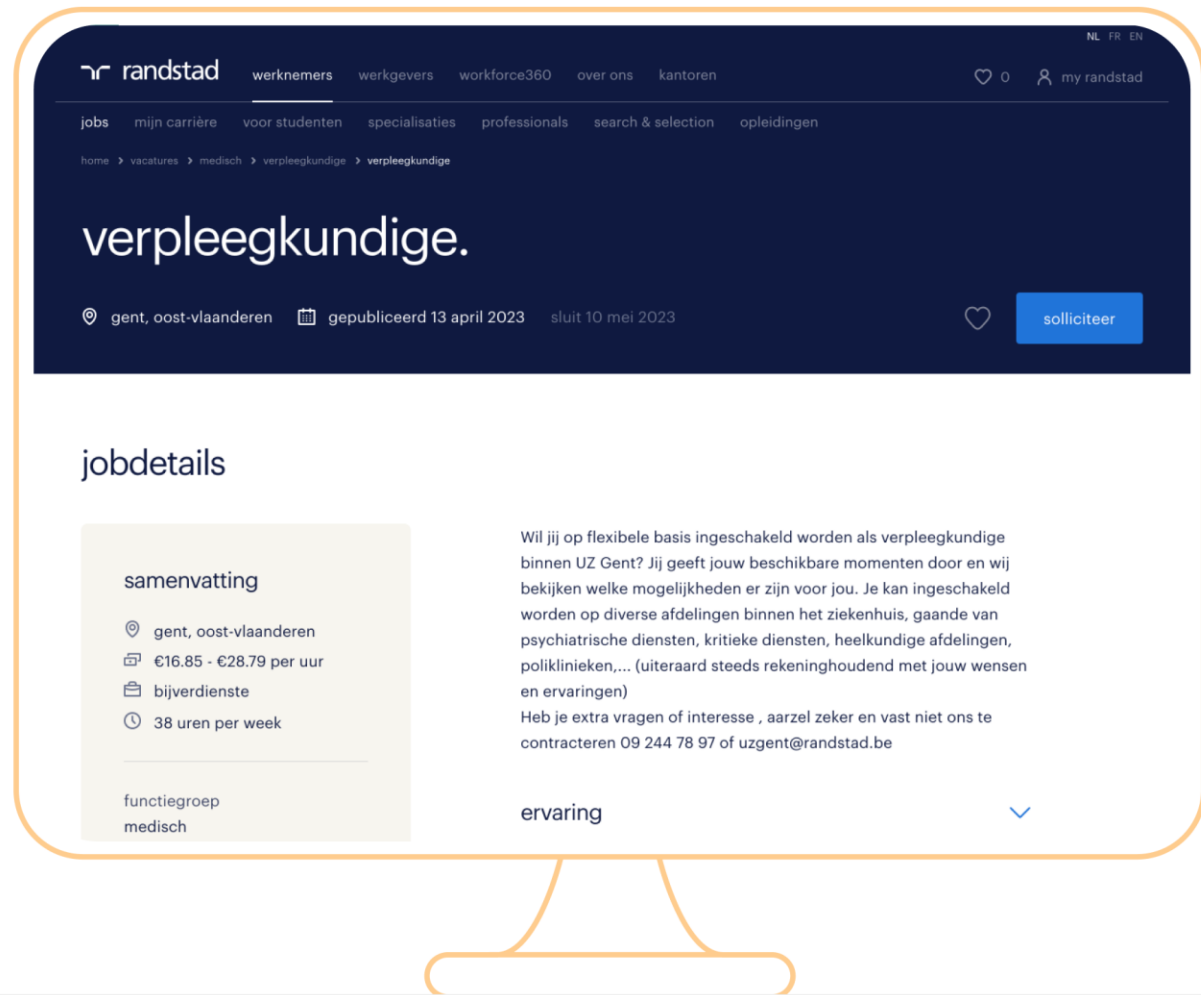 NL FR EN
randstad werknemers werkgevers workforce360 over ons kantoren 0 my randstad
jobs mijn carrière voor studenten specialisaties professionals search & selection opleidingen
home > vacatures > medisch > verpleegkundige > verpleegkundige
verpleegkundige.
gent, oost-vlaanderen gepubliceerd 13 april 2023 sluit 10 mei 2023 solliciteer
jobdetails
samenvatting
gent, oost-vlaanderen
€16.85 - €28.79 per uur
bijverdienste
38 uren per week
functiegroep
medisch
Wil jij op flexibele basis ingeschakeld worden als verpleegkundige
binnen UZ Gent? Jij geeft jouw beschikbare momenten door en wij
bekijken welke mogelijkheden er zijn voor jou. Je kan ingeschakeld
worden op diverse afdelingen binnen het ziekenhuis, gaande van
psychiatrische diensten, kritieke diensten, heelkundige afdelingen,
poliklinieken,... (uiteraard steeds rekeninghoudend met jouw wensen
en ervaringen)
Heb je extra vragen of interesse , aarzel zeker en vast niet ons te
contracteren 09 244 78 97 of uzgent@randstad.be
ervaring